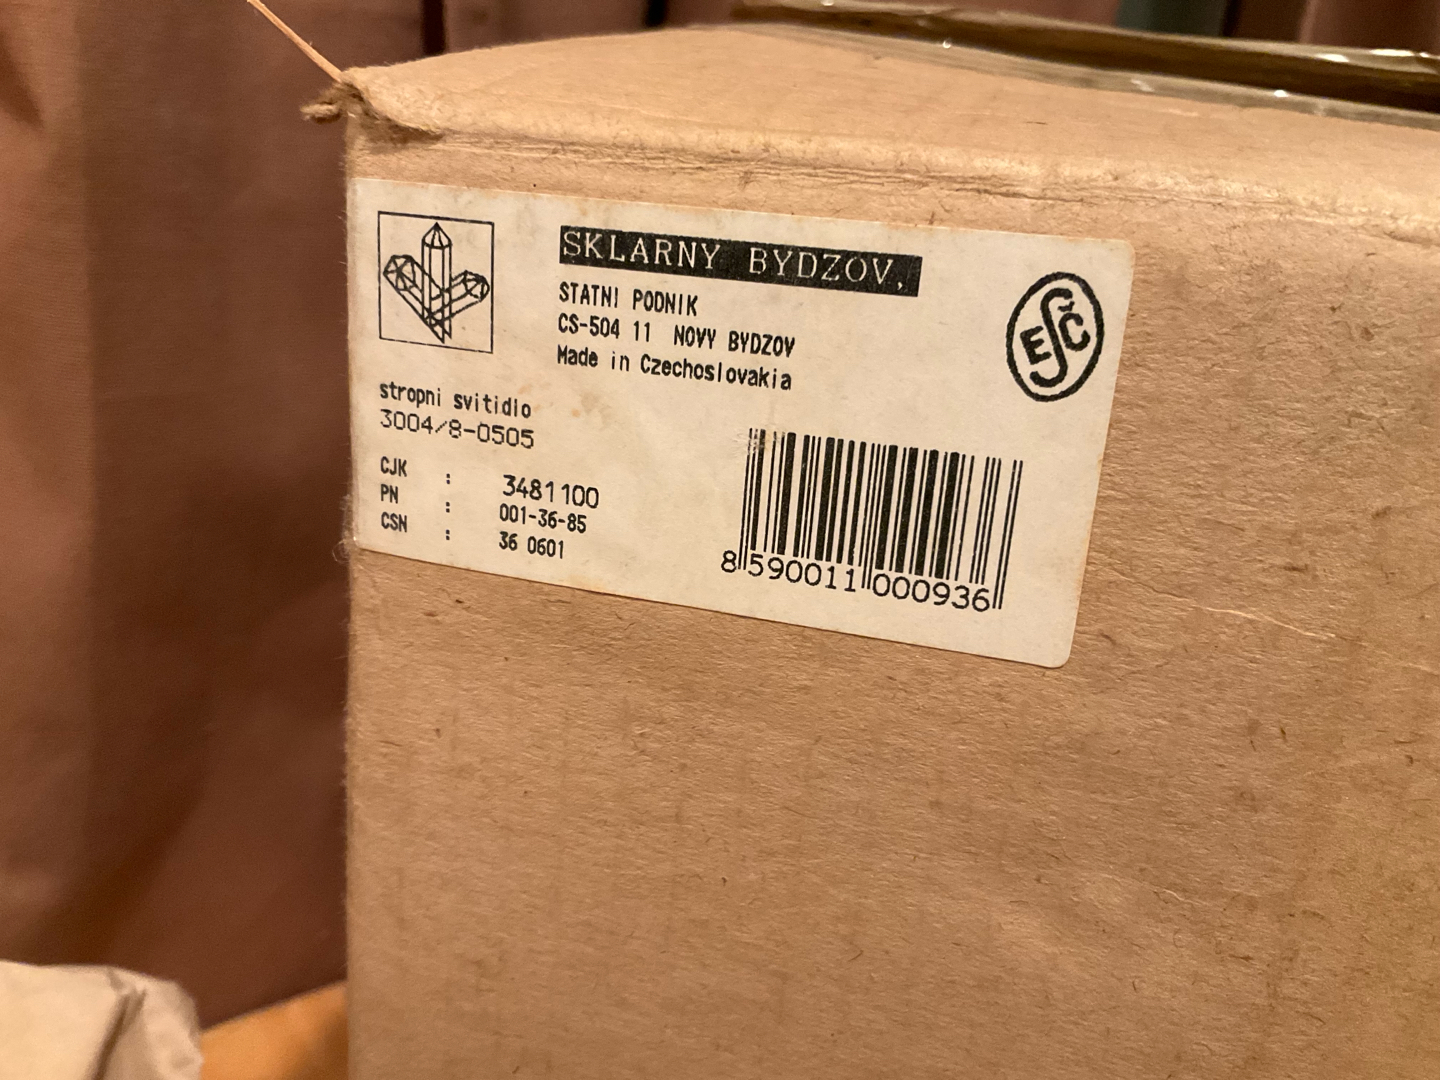 SKLARNY BYDZOV,
STATNI PODNIK
CS-504 11 NOVY BYDZOV
Made in Czechoslovakia
ESČ
stropni svitidlo
3004/8-0505
CJK : 3481100
PN : 001-36-85
CSN : 36 0601
8 590011 000936